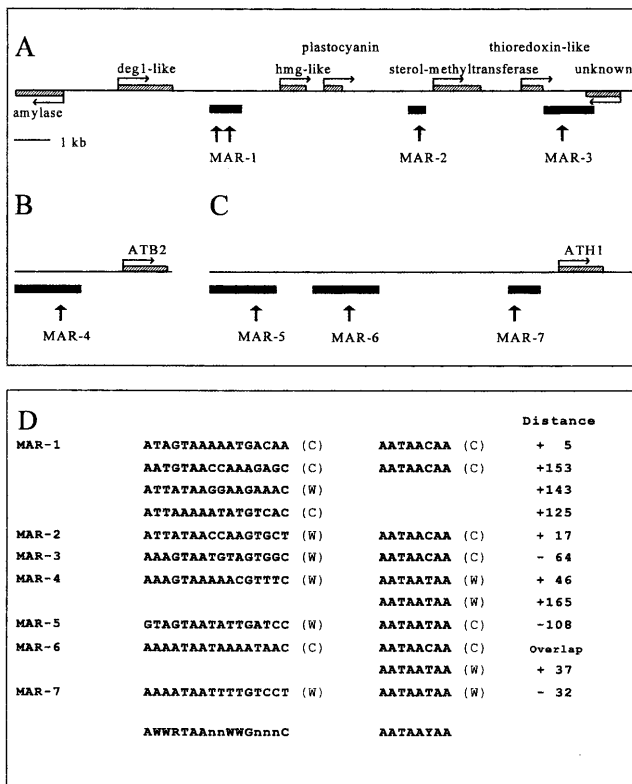 A
plastocyanin
thioredoxin-like
deg1-like
hmg-like
sterol-methyltransferase
unknown
amylase
1 kb
MAR-1
MAR-2
MAR-3
B
C
ATB2
ATH1
MAR-4
MAR-5
MAR-6
MAR-7
D
Distance
MAR-1 ATAGTAAAAATGACAA (C) AATAACAA (C) + 5
AATGTAACCAAAGAGC (C) AATAACAA (C) +153
ATTATAAGGAAGAAAC (W) +143
ATTAAAAATATGTCAC (C) +125
MAR-2 ATTATAACCAAGTGCT (W) AATAACAA (C) + 17
MAR-3 AAAGTAATGTAGTGGC (W) AATAACAA (C) - 64
MAR-4 AAAGTAAAAACGTTTC (W) AATAATAA (W) + 46
AATAATAA (W) +165
MAR-5 GTAGTAATATTGATCC (W) AATAATAA (C) -108
MAR-6 AAAATAATAAAATAAC (C) AATAACAA (C) Overlap
AATAATAA (W) + 37
MAR-7 AAAATAATTTTGTCCT (W) AATAATAA (W) - 32
AWWRTAAnnWWGnnnC AATAAYAA